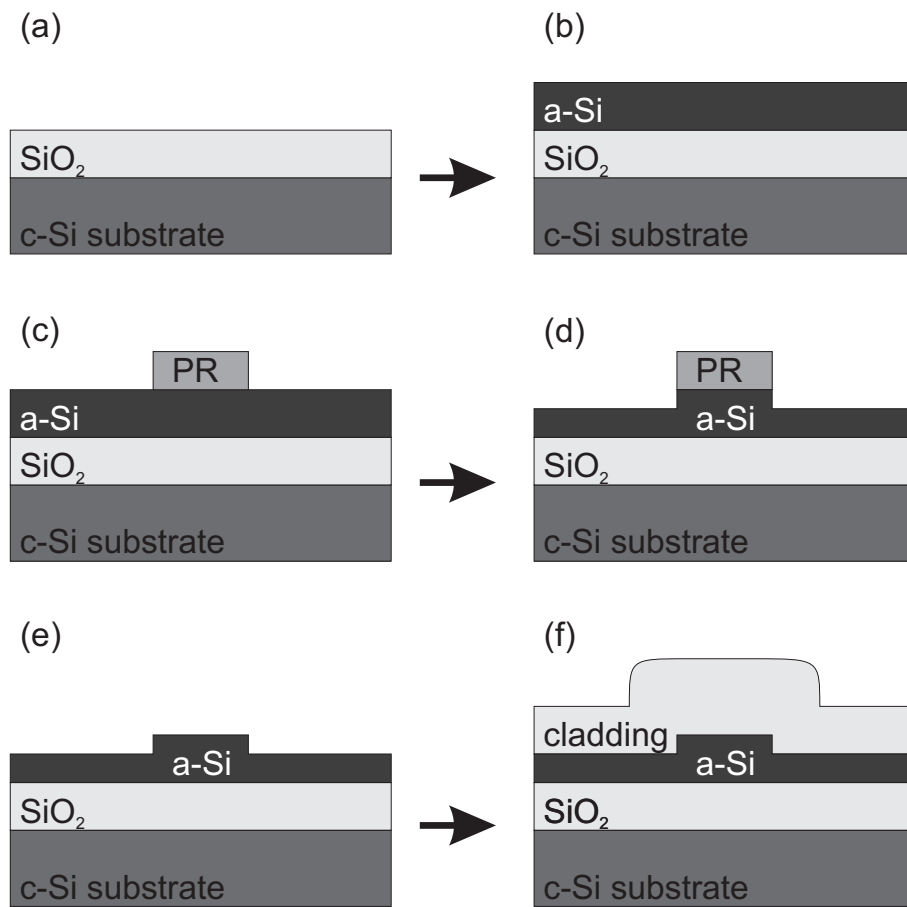 (a)
SiO₂
c-Si substrate
(b)
a-Si
SiO₂
c-Si substrate
(c)
PR
a-Si
SiO₂
c-Si substrate
(d)
PR
a-Si
SiO₂
c-Si substrate
(e)
a-Si
SiO₂
c-Si substrate
(f)
cladding
a-Si
SiO₂
c-Si substrate